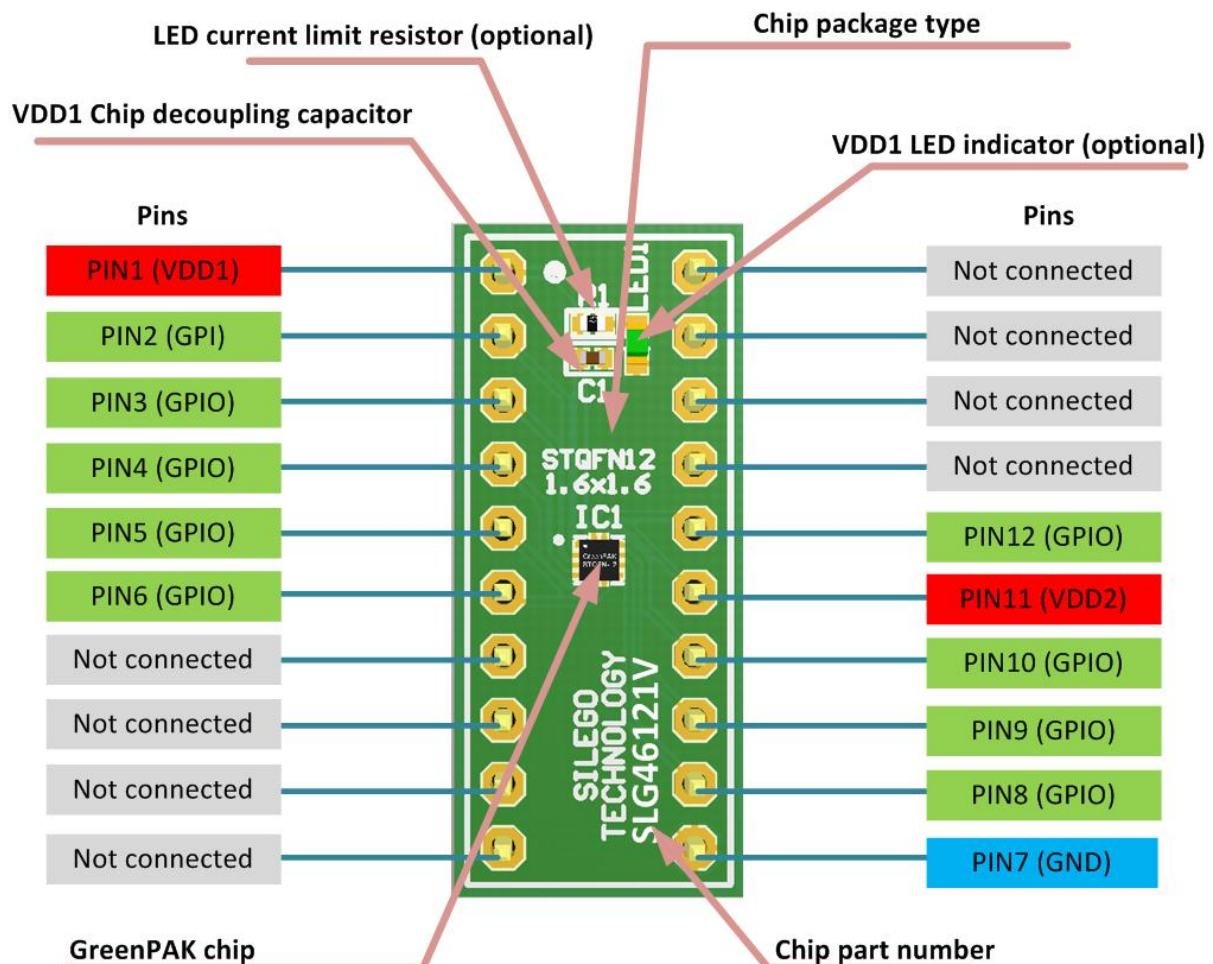 LED current limit resistor (optional)
Chip package type
VDD1 Chip decoupling capacitor
VDD1 LED indicator (optional)
Pins
Pins
PIN1 (VDD1)
Not connected
PIN2 (GPI)
Not connected
PIN3 (GPIO)
Not connected
PIN4 (GPIO)
Not connected
PIN5 (GPIO)
PIN12 (GPIO)
PIN6 (GPIO)
PIN11 (VDD2)
Not connected
PIN10 (GPIO)
Not connected
PIN9 (GPIO)
Not connected
PIN8 (GPIO)
Not connected
PIN7 (GND)
R1
LED1
C1
STQFN12
1.6x1.6
IC1
GreenPAK
SILEGO
TECHNOLOGY
SLG46121V
GreenPAK chip
Chip part number